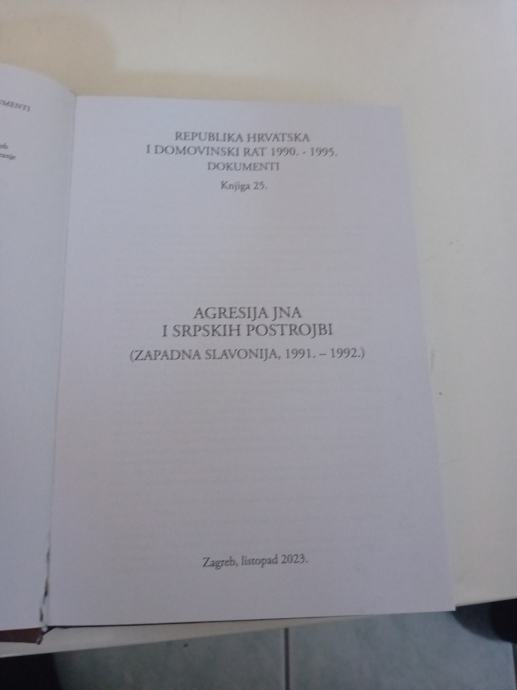 UMENTI
REPUBLIKA HRVATSKA
I DOMOVINSKI RAT 1990. - 1995.
DOKUMENTI
Knjiga 25.
AGRESIJA JNA
I SRPSKIH POSTROJBI
(ZAPADNA SLAVONIJA, 1991. – 1992.)
Zagreb, listopad 2023.